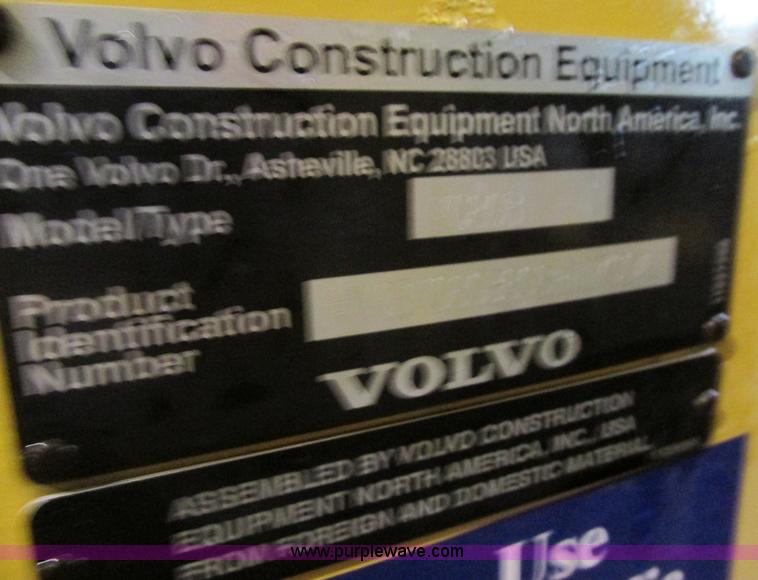 Volvo Construction Equipment
Volvo Construction Equipment North America, Inc.
One Volvo Dr., Asheville, NC 28803 USA
Model/Type
Product
Identification
Number
VOLVO
ASSEMBLED BY VOLVO CONSTRUCTION
EQUIPMENT NORTH AMERICA, INC., USA
FROM FOREIGN AND DOMESTIC MATERIAL
Use
www.purplewave.com